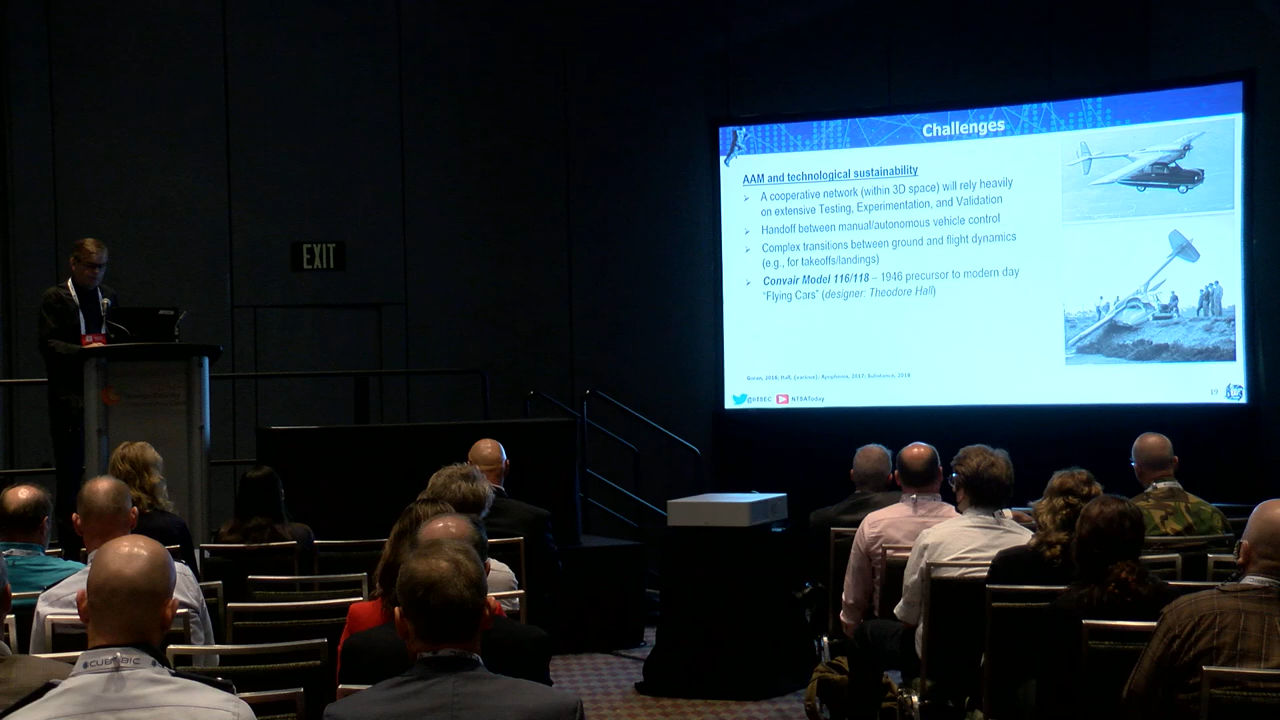 Challenges
AAM and technological sustainability
A cooperative network (within 3D space) will rely heavily
on extensive Testing, Experimentation, and Validation
Handoff between manual/autonomous vehicle control
Complex transitions between ground and flight dynamics
(e.g., for takeoffs/landings)
Convair Model 116/118 – 1946 precursor to modern day
"Flying Cars" (designer: Theodore Hall)
NTSAToday
19
EXIT
CUBIC